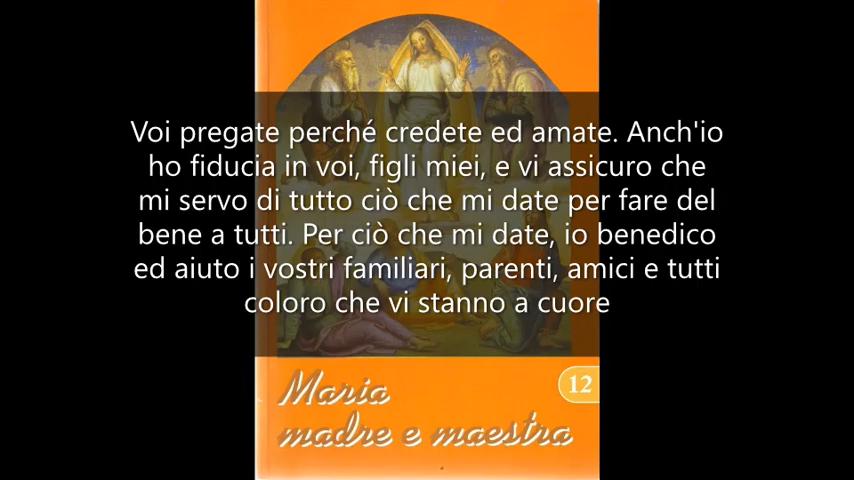 Voi pregate perché credete ed amate. Anch'io
ho fiducia in voi, figli miei, e vi assicuro che
mi servo di tutto ciò che mi date per fare del
bene a tutti. Per ciò che mi date, io benedico
ed aiuto i vostri familiari, parenti, amici e tutti
coloro che vi stanno a cuore
Maria
12
madre e maestra